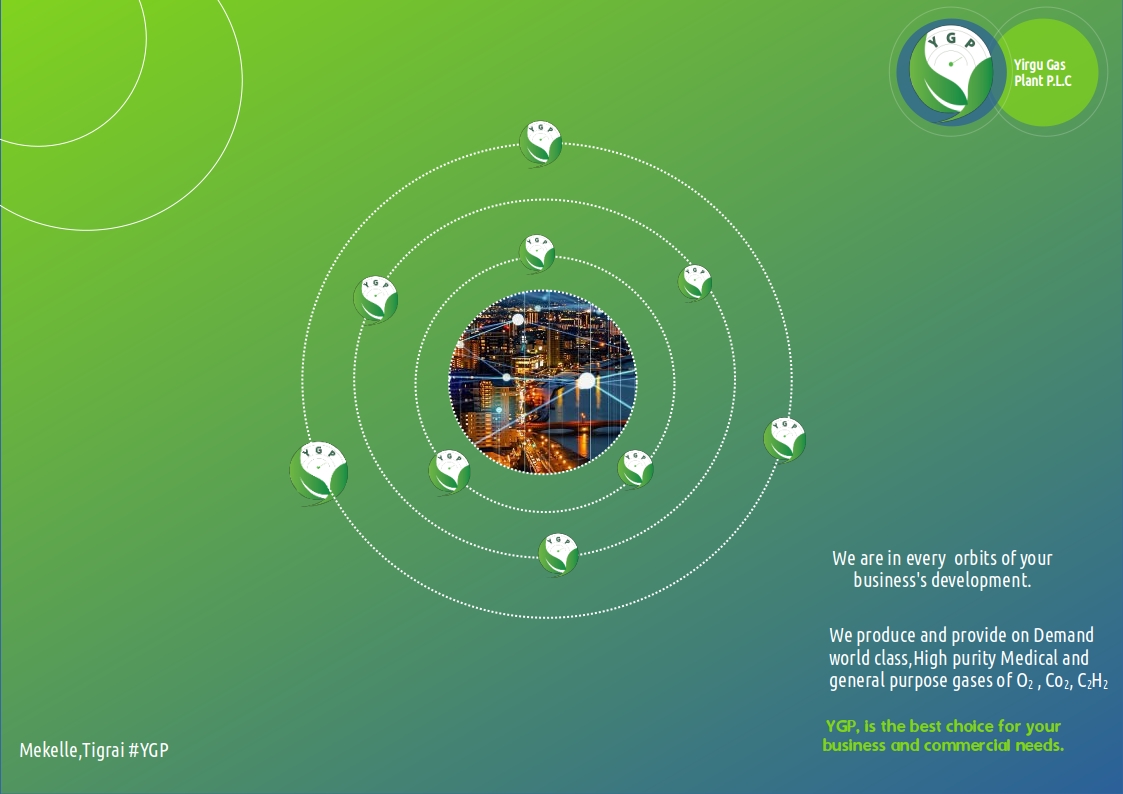 Y G P
Yirgu Gas
Plant P.L.C
Y G P
Y G P
Y G P
Y G P
Y G P
Y G P
Y G P
Y G P
Y G P
We are in every orbits of your
business's development.
We produce and provide on Demand
world class,High purity Medical and
general purpose gases of O₂ , Co₂, C₂H₂
YGP, is the best choice for your
business and commercial needs.
Mekelle,Tigrai #YGP